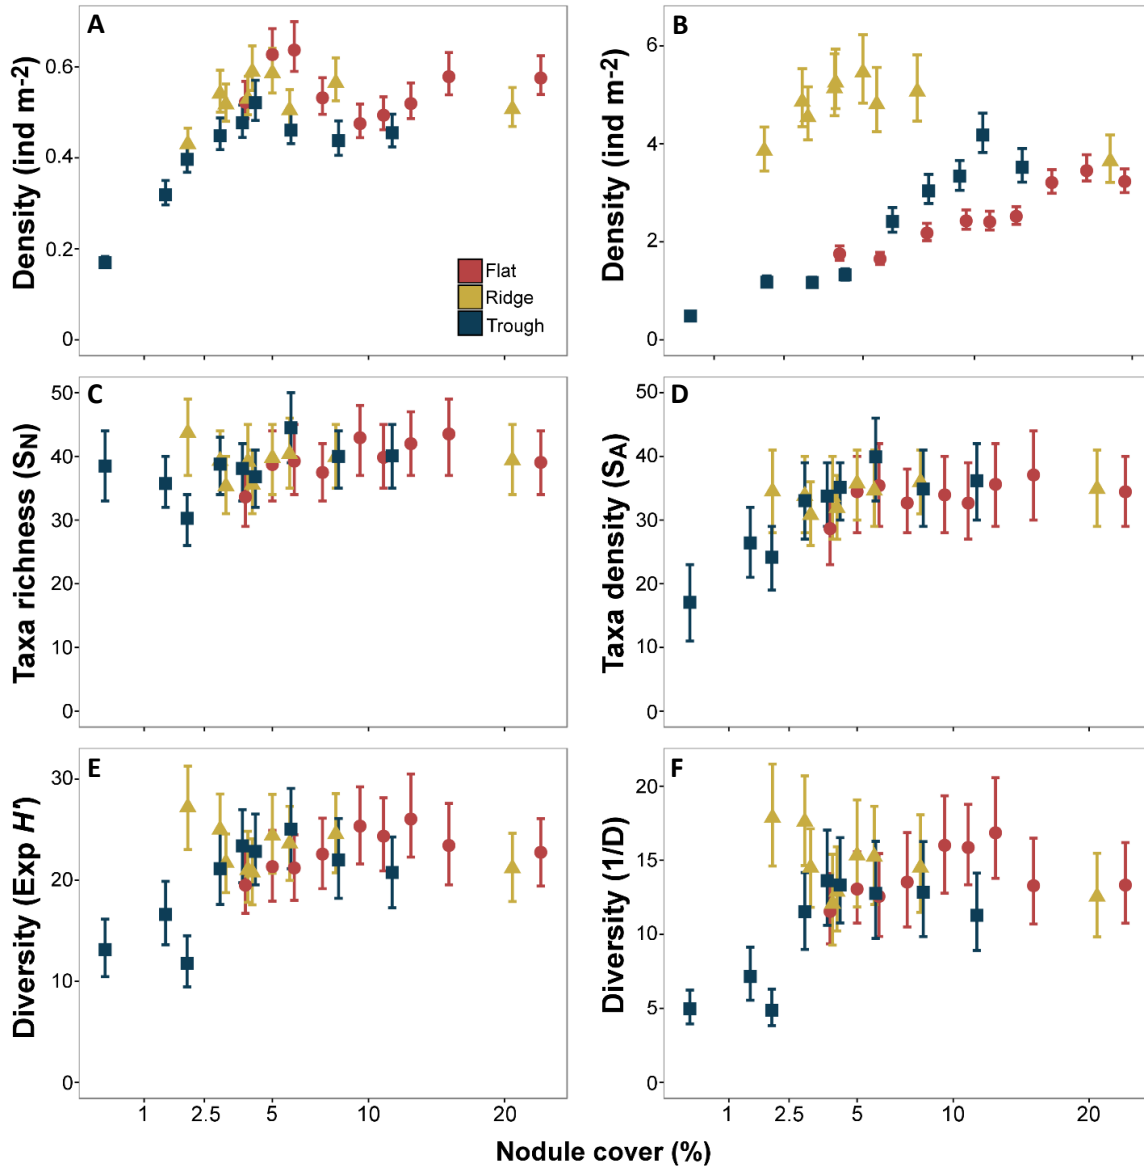 A
B
Density (ind m-2)
0.6
0.4
0.2
0
Flat
Ridge
Trough
Density (ind m-2)
6
4
2
0
C
D
Taxa richness (SN)
50
40
30
20
10
0
Taxa density (SA)
50
40
30
20
10
0
E
F
Diversity (Exp H')
30
20
10
0
Diversity (1/D)
20
15
10
5
0
1 2.5 5 10 20
1 2.5 5 10 20
Nodule cover (%)